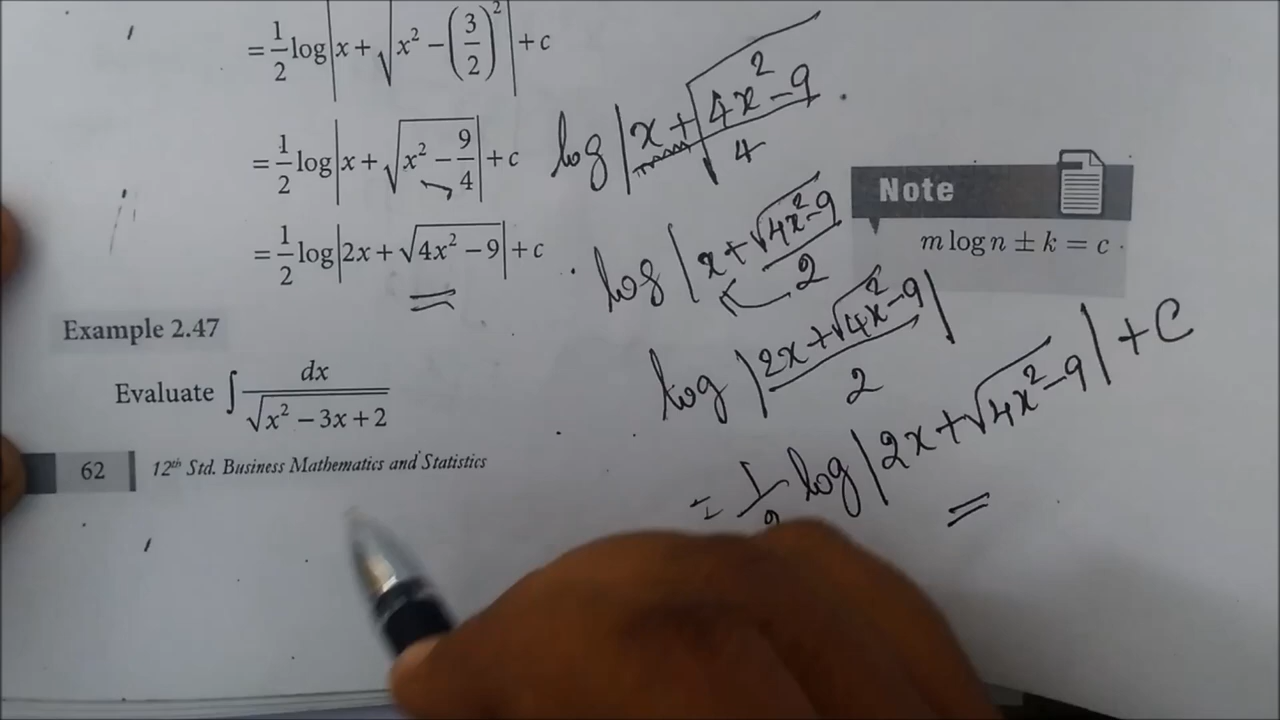 = 1/2 log|x + √(x² − (3/2)²)| + c
= 1/2 log|x + √(x² − 9/4)| + c
= 1/2 log|2x + √(4x² − 9)| + c
Example 2.47
Evaluate ∫ dx / √(x² − 3x + 2)
62 12th Std. Business Mathematics and Statistics
log|x + √(4x² − 9)/√4
log|x + √(4x² − 9)/2
log|(2x + √(4x² − 9))/2|
= 1/2 log|2x + √(4x² − 9)| + C
Note
m log n ± k = c